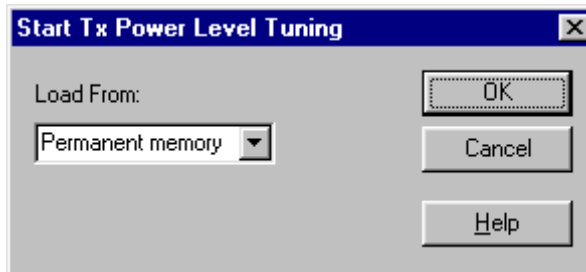 Start Tx Power Level Tuning
Load From:
Permanent memory
OK
Cancel
Help